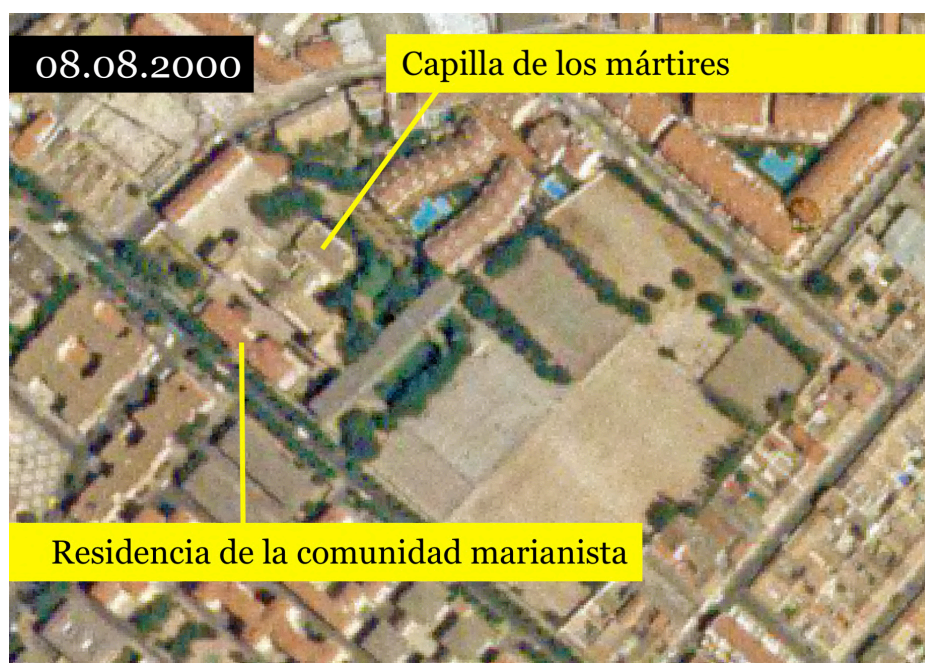 08.08.2000
Capilla de los mártires
Residencia de la comunidad marianista